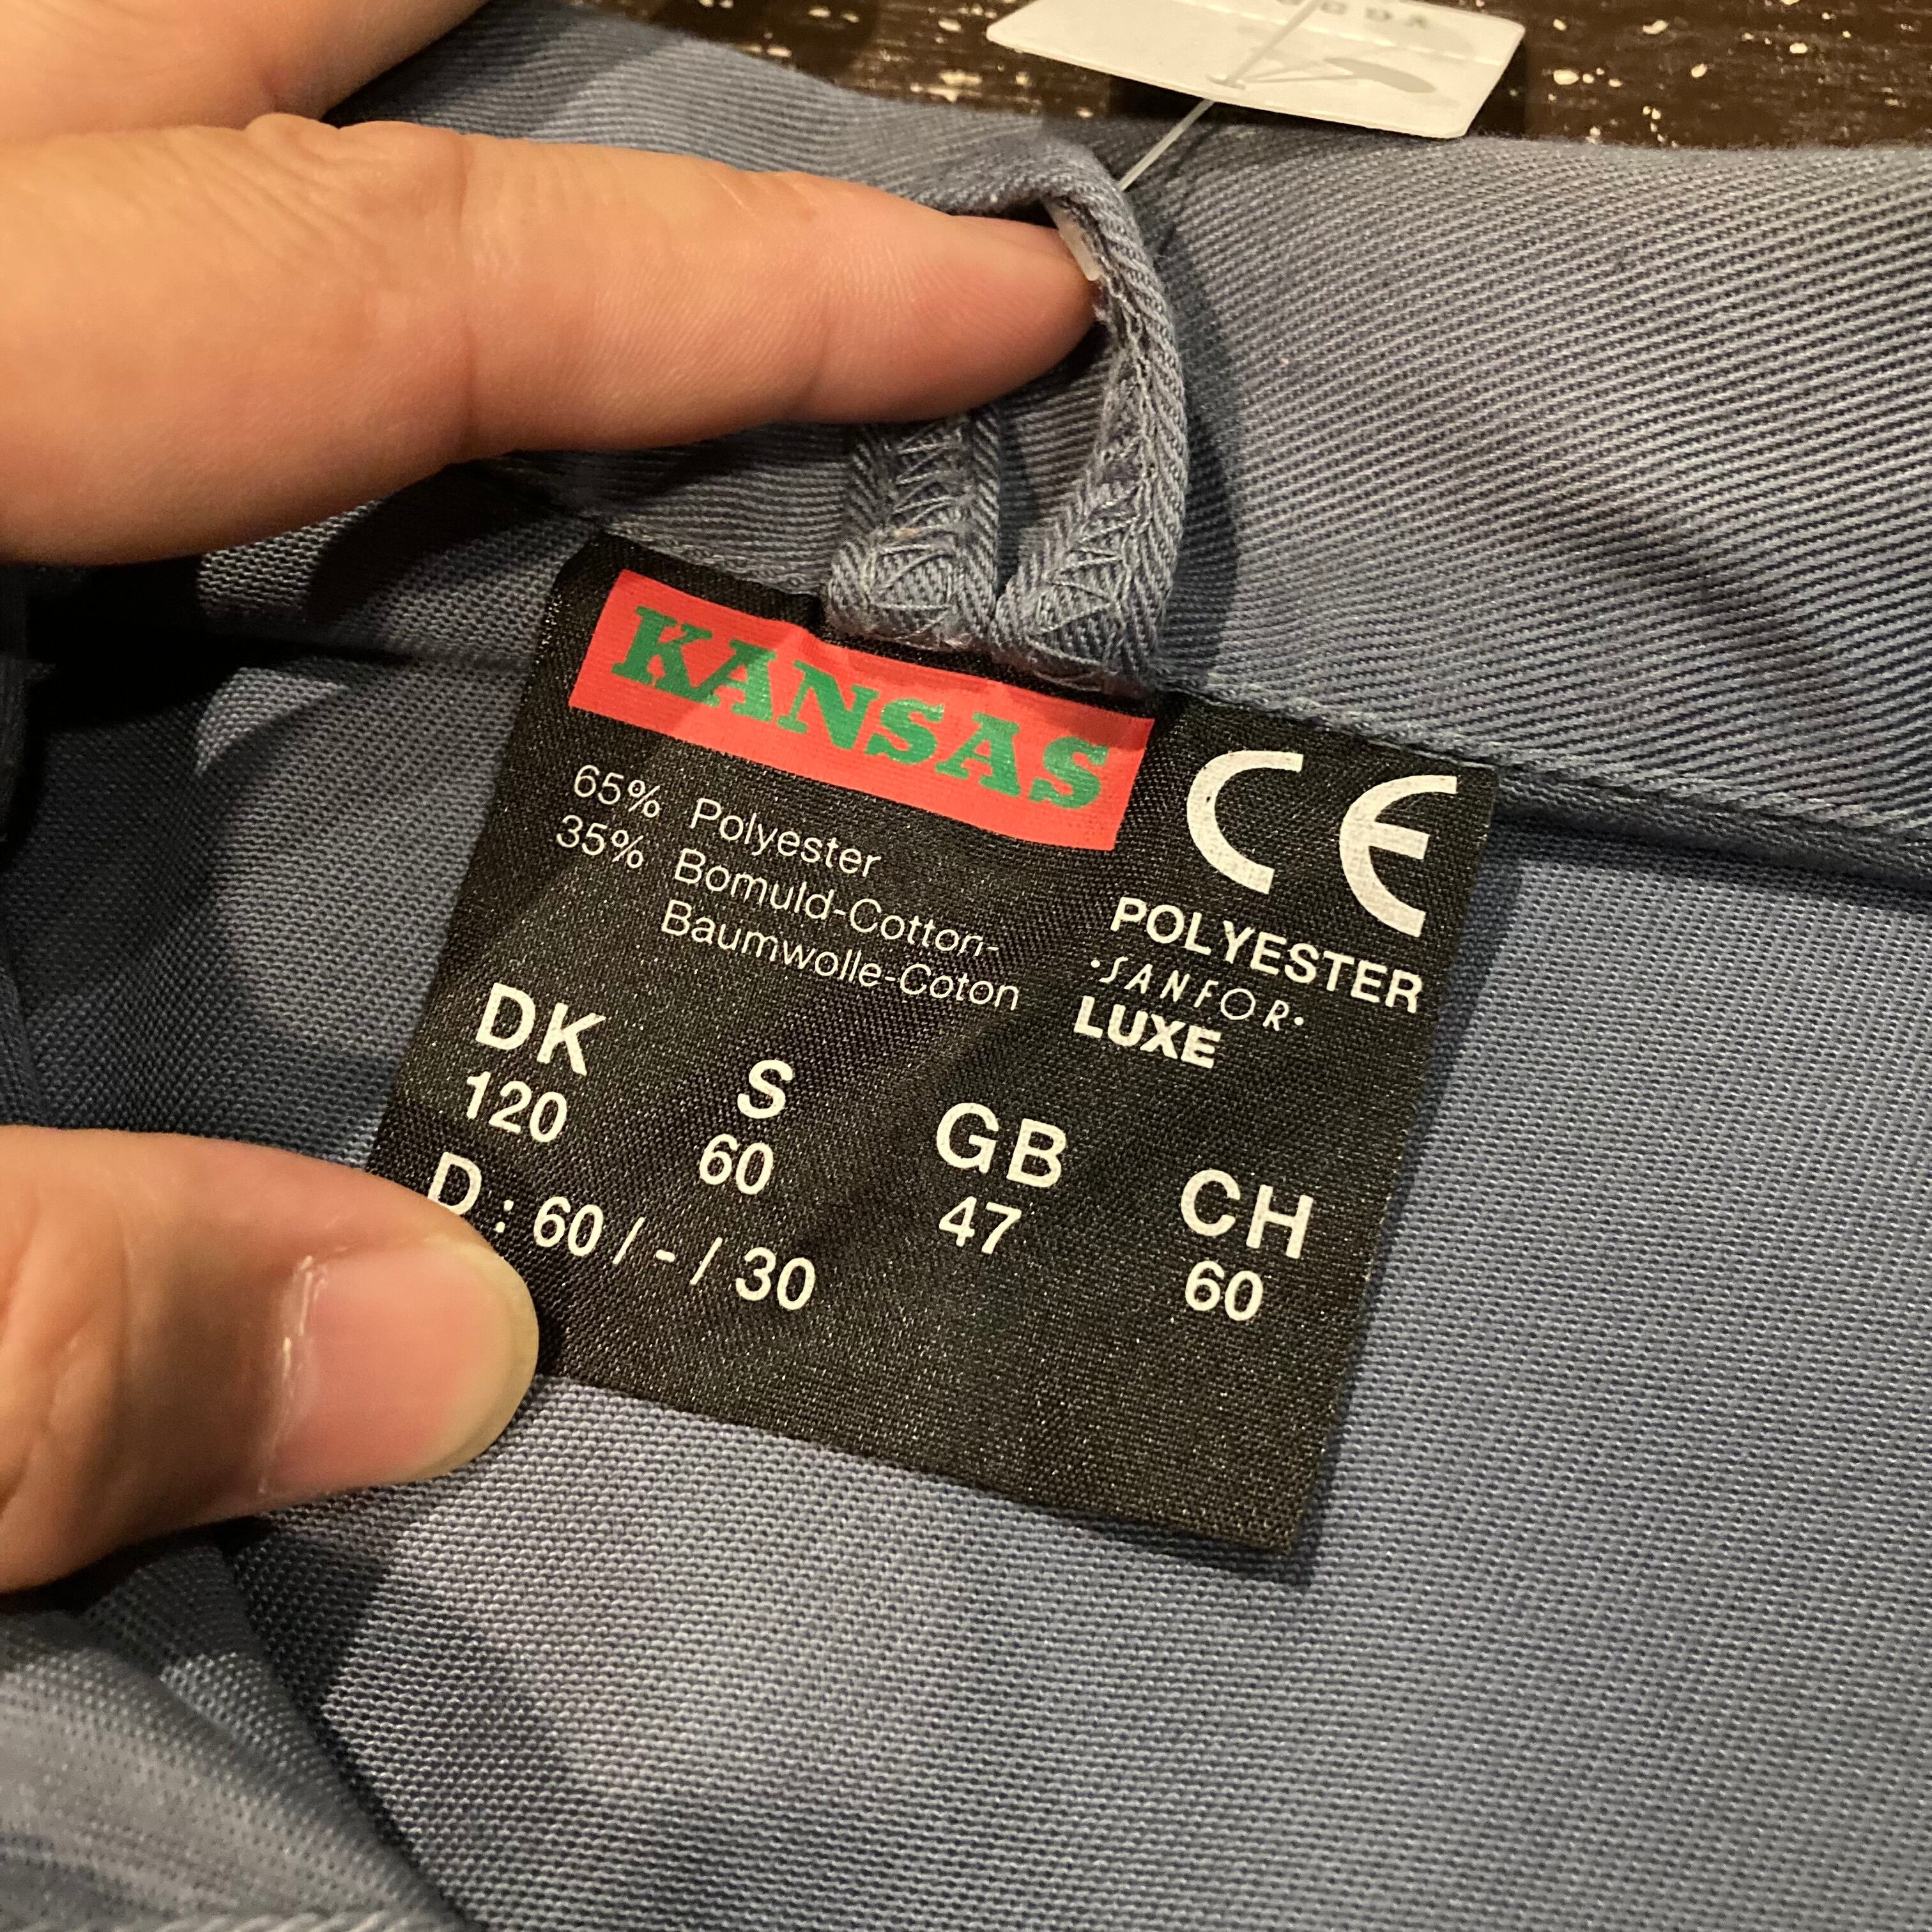 KANSAS
65% Polyester
35% Bomuld-Cotton-
Baumwolle-Coton
CE
POLYESTER
·SANFOR·
LUXE
DK S GB CH
120 60 47 60
D : 60 / - / 30